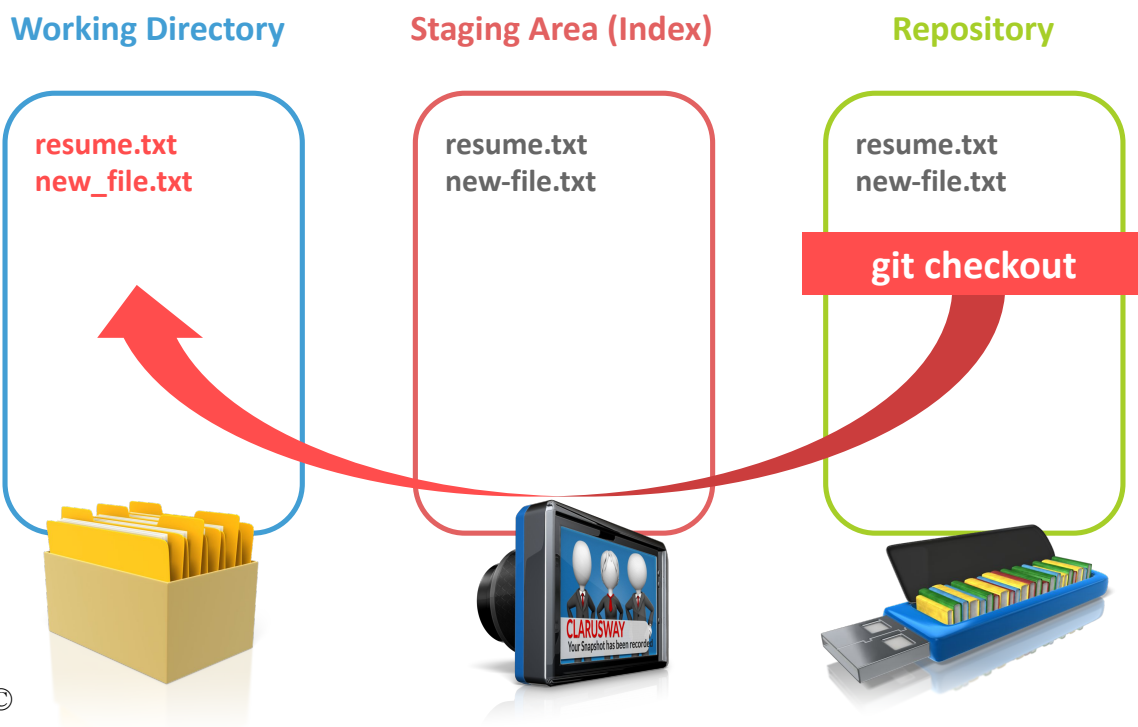 Working Directory
Staging Area (Index)
Repository
resume.txt
new_file.txt
resume.txt
new-file.txt
resume.txt
new-file.txt
git checkout
CLARUSWAY
Your Snapshot has been recorded
©